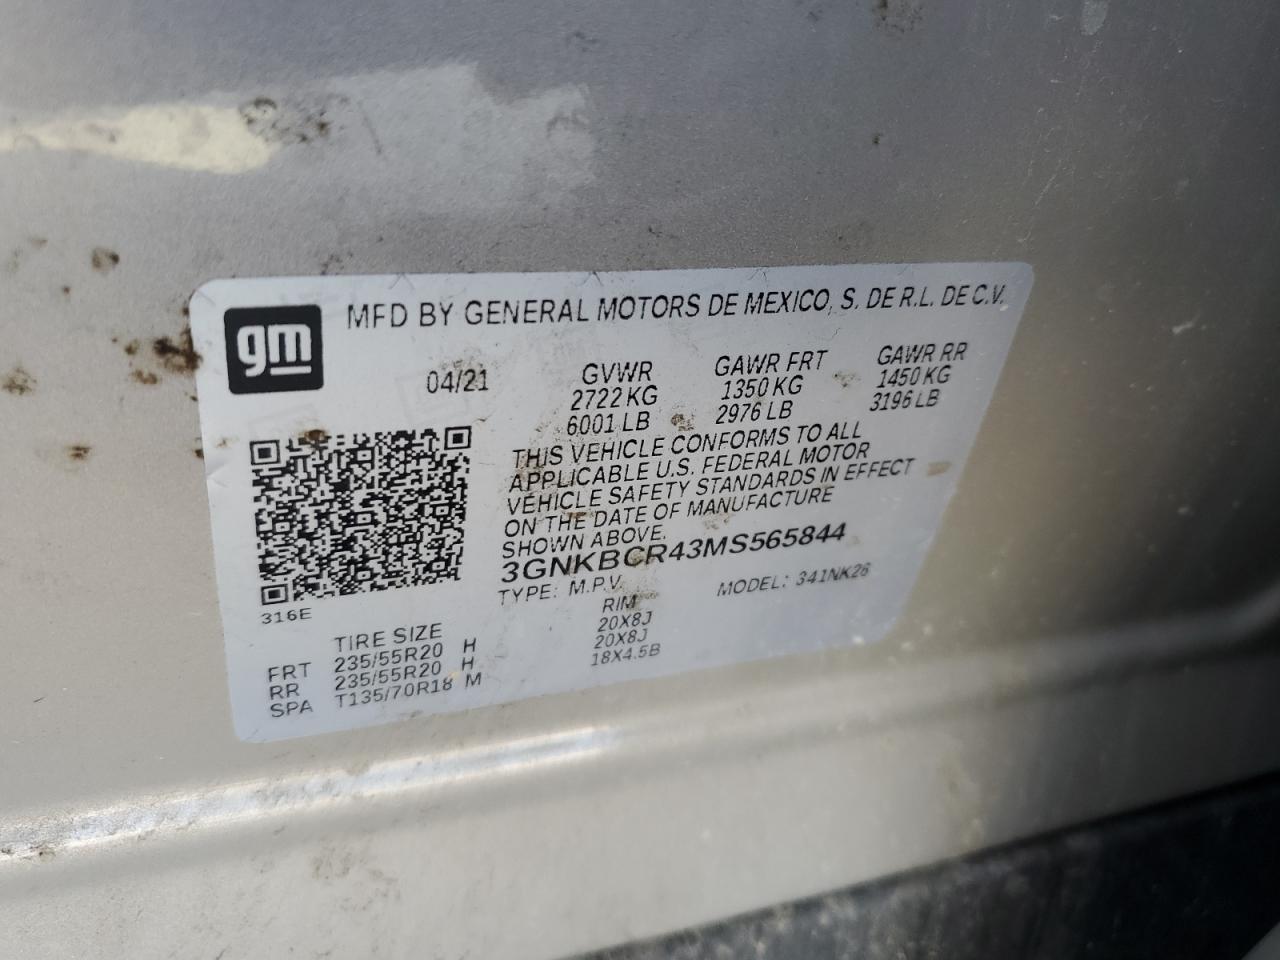 gm
MFD BY GENERAL MOTORS DE MEXICO, S. DE R.L. DE C.V.
04/21 GVWR GAWR FRT GAWR RR
2722 KG 1350 KG 1450 KG
6001 LB 2976 LB 3196 LB
THIS VEHICLE CONFORMS TO ALL
APPLICABLE U.S. FEDERAL MOTOR
VEHICLE SAFETY STANDARDS IN EFFECT
ON THE DATE OF MANUFACTURE
SHOWN ABOVE.
3GNKBCR43MS565844
TYPE: M.P.V. MODEL: 341NK26
316E
TIRE SIZE RIM
FRT 235/55R20 H 20X8J
RR 235/55R20 H 20X8J
SPA T135/70R18 M 18X4.5B